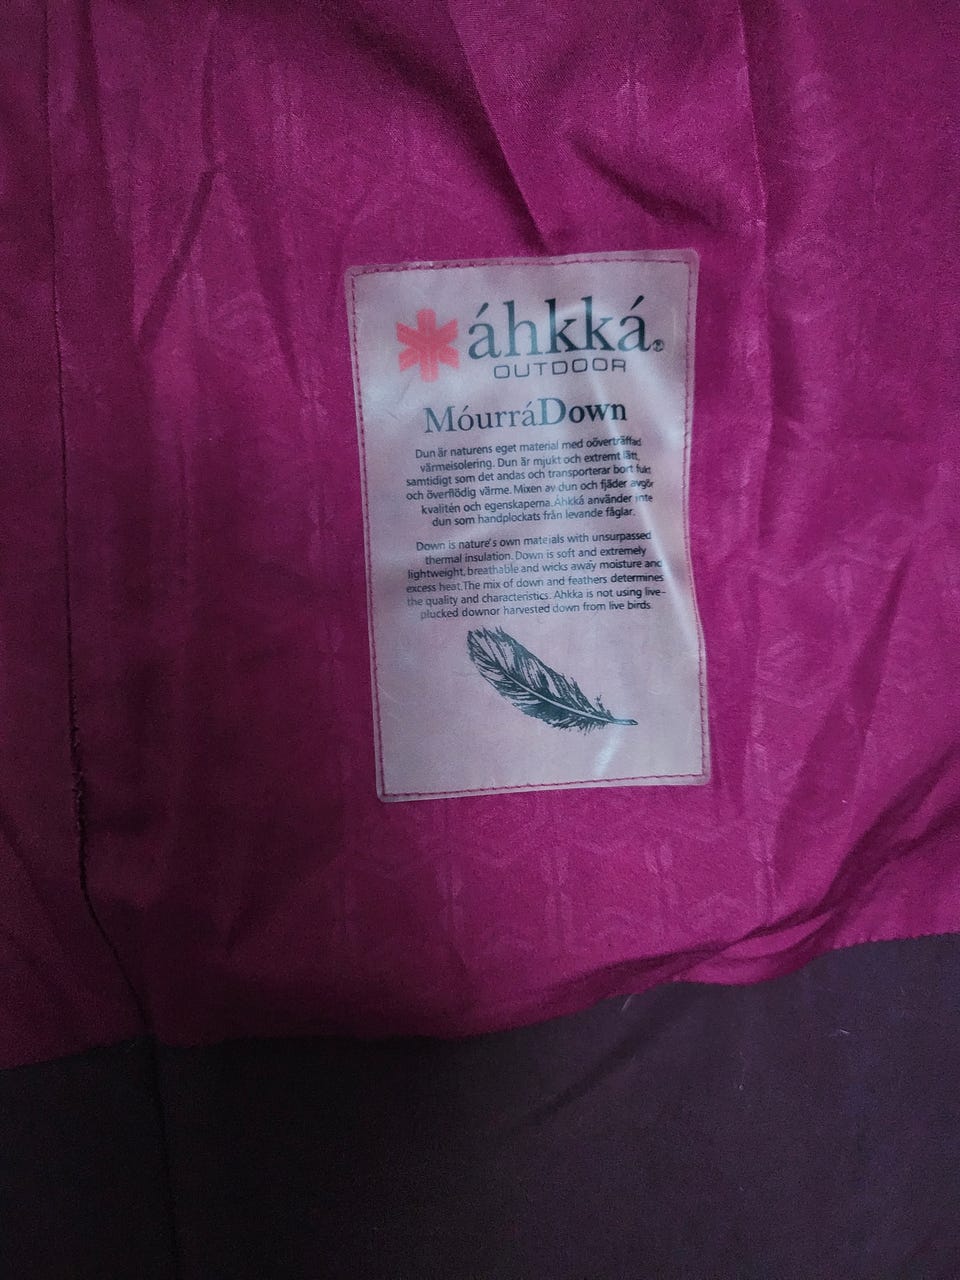 áhkká®
OUTDOOR
MóurráDown
Dun är naturens eget material med oöverträffad
värmeisolering. Dun är mjukt och extremt lätt,
samtidigt som det andas och transporterar bort fukt
och överflödig värme. Mixen av dun och fjäder avgör
kvalitén och egenskaperna. Áhkká använder inte
dun som handplockats från levande fåglar.
Down is nature's own mateials with unsurpassed
thermal insulation. Down is soft and extremely
lightweight, breathable and wicks away moisture and
excess heat. The mix of down and feathers determines
the quality and characteristics. Ahkka is not using live-
plucked downor harvested down from live birds.